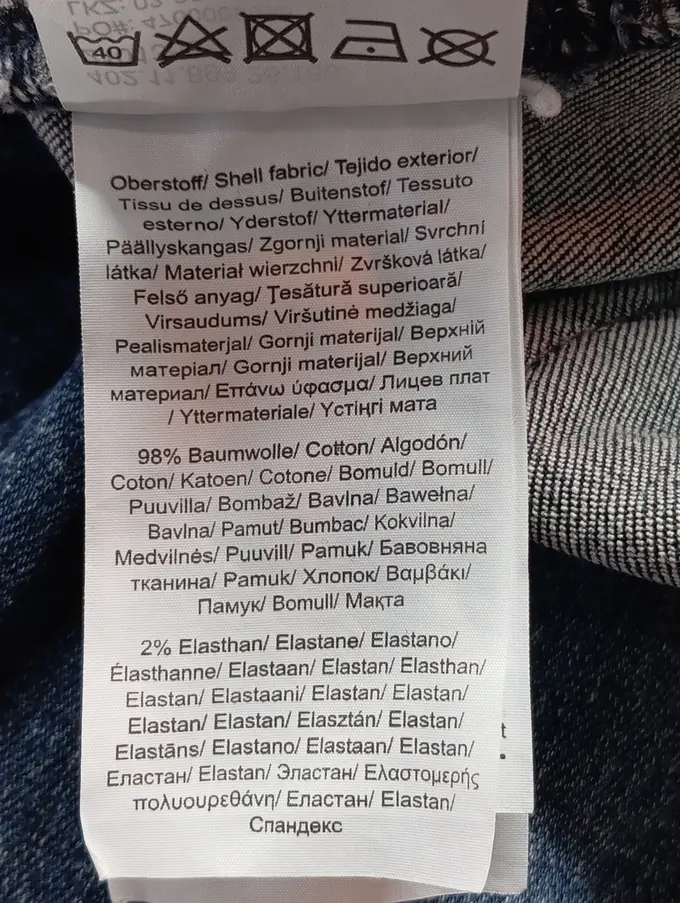 40
Oberstoff/ Shell fabric/ Tejido exterior/
Tissu de dessus/ Buitenstof/ Tessuto
esterno/ Yderstof/ Yttermaterial/
Päällyskangas/ Zgornji material/ Svrchní
látka/ Materiał wierzchni/ Zvršková látka/
Felső anyag/ Ţesătură superioară/
Virsaudums/ Viršutinė medžiaga/
Pealismaterjal/ Gornji materijal/ Верхній
матеріал/ Gornji materijal/ Верхний
материал/ Επάνω ύφασμα/ Лицев плат
/ Yttermateriale/ Үстіңгі мата
98% Baumwolle/ Cotton/ Algodón/
Coton/ Katoen/ Cotone/ Bomuld/ Bomull/
Puuvilla/ Bombaž/ Bavlna/ Bawełna/
Bavlna/ Pamut/ Bumbac/ Kokvilna/
Medvilnės/ Puuvill/ Pamuk/ Бавовняна
тканина/ Pamuk/ Хлопок/ Βαμβάκι/
Памук/ Bomull/ Мақта
2% Elasthan/ Elastane/ Elastano/
Élasthanne/ Elastaan/ Elastan/ Elasthan/
Elastan/ Elastaani/ Elastan/ Elastan/
Elastan/ Elastan/ Elasztán/ Elastan/
Elastāns/ Elastano/ Elastaan/ Elastan/
Еластан/ Elastan/ Эластан/ Ελαστομερής
πολυουρεθάνη/ Еластан/ Elastan/
Спандекс